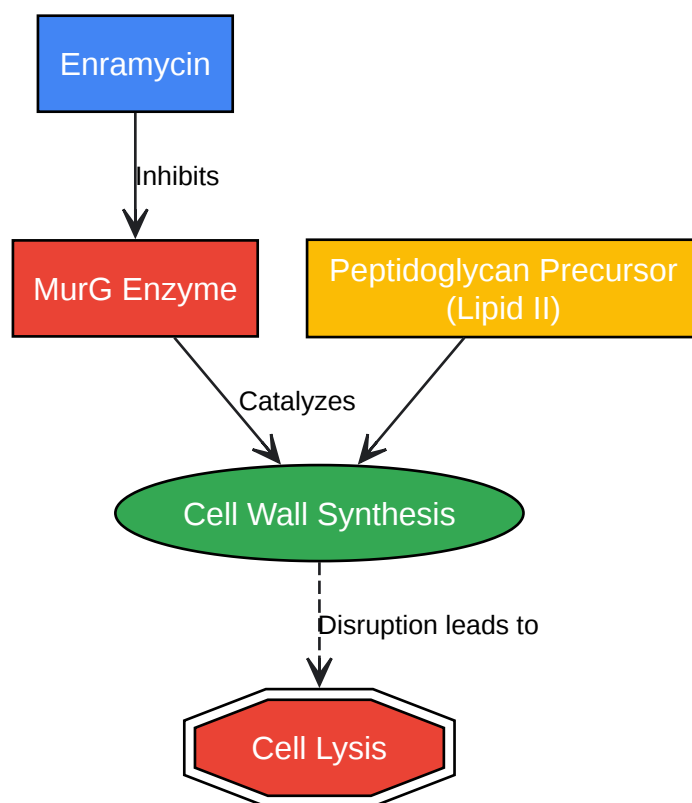 Enramycin
Inhibits
MurG Enzyme
Peptidoglycan Precursor
(Lipid II)
Catalyzes
Cell Wall Synthesis
Disruption leads to
Cell Lysis